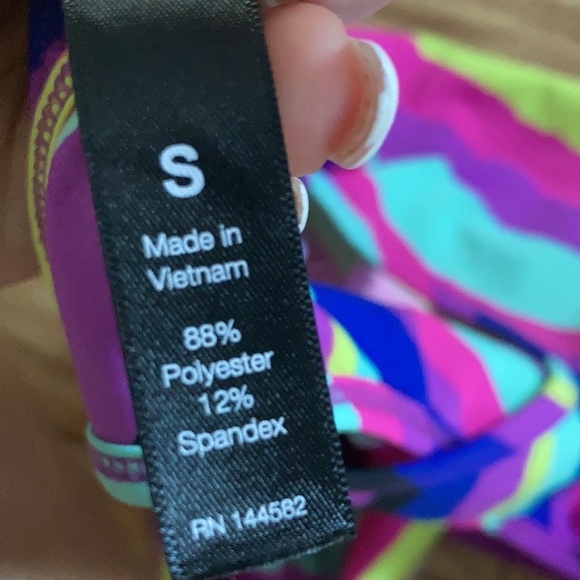 S
Made in
Vietnam
88%
Polyester
12%
Spandex
RN 144582